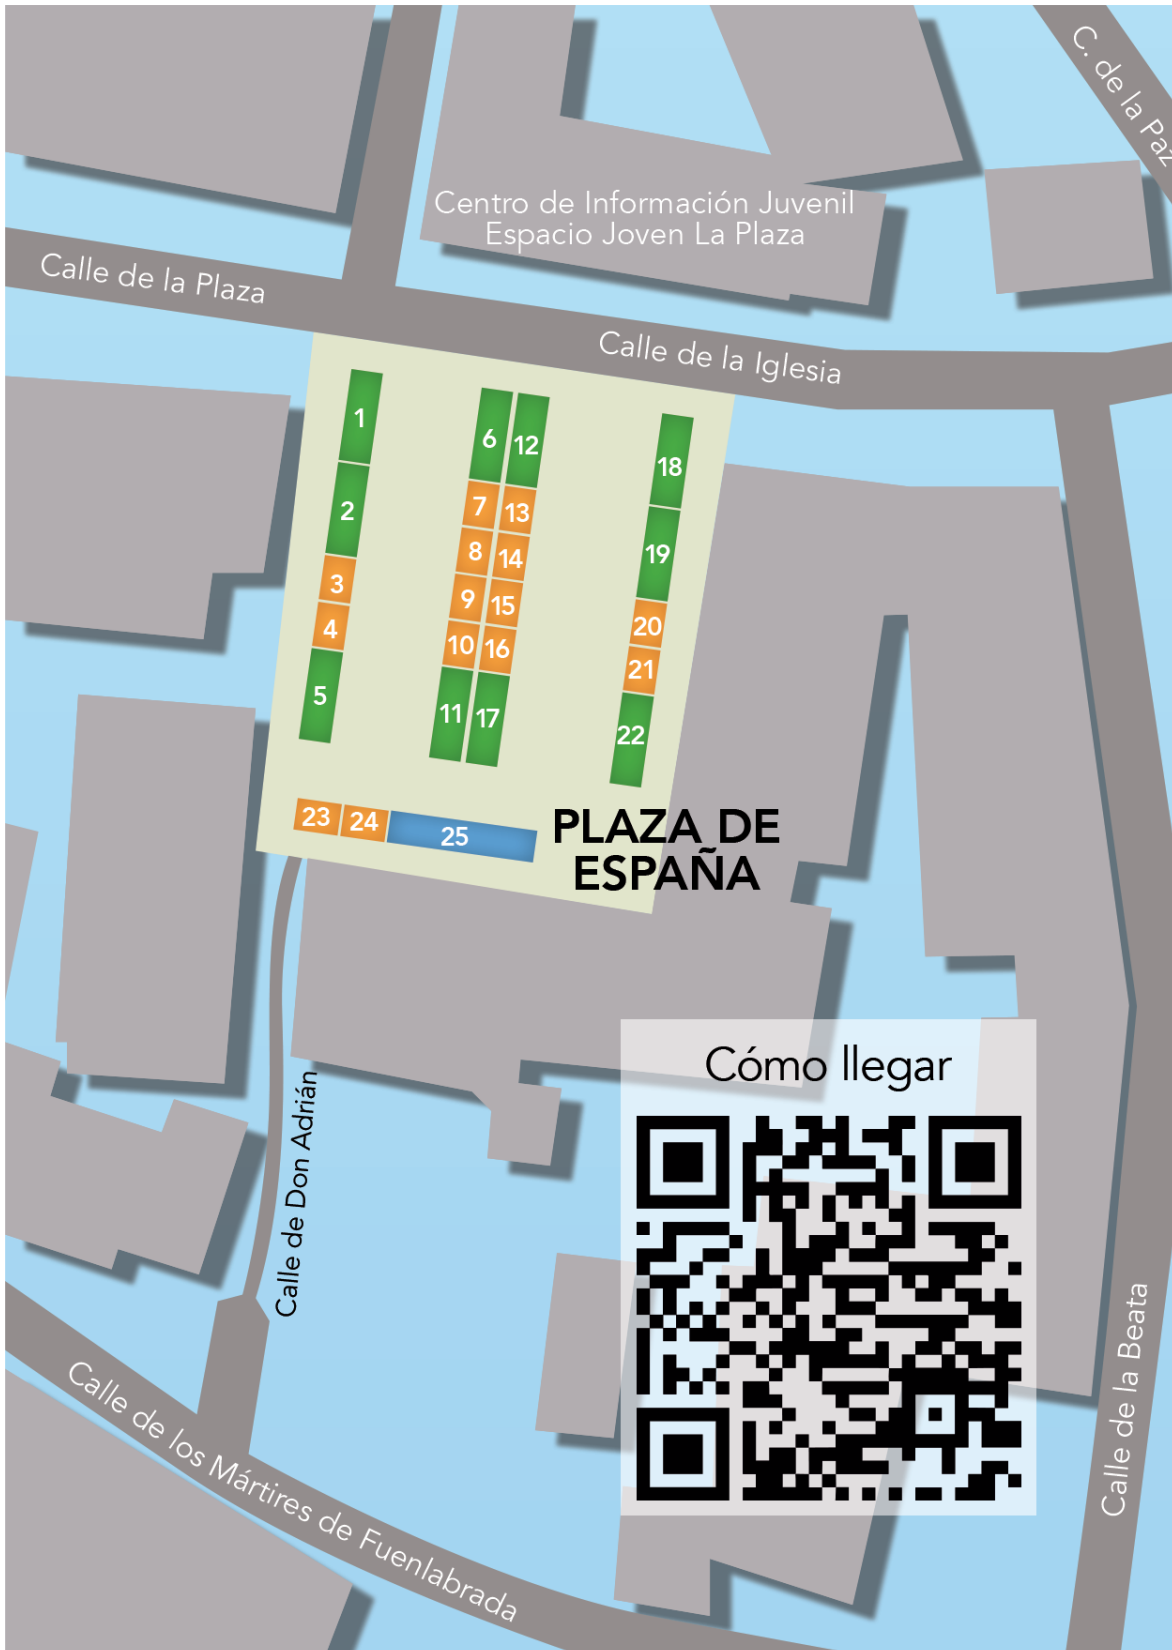 C. de la Paz
Centro de Información Juvenil
Espacio Joven La Plaza
Calle de la Plaza
Calle de la Iglesia
1
2
3
4
5
6
7
8
9
10
11
12
13
14
15
16
17
18
19
20
21
22
23
24
25
PLAZA DE
ESPAÑA
Cómo llegar
Calle de Don Adrián
Calle de la Beata
Calle de los Mártires de Fuenlabrada